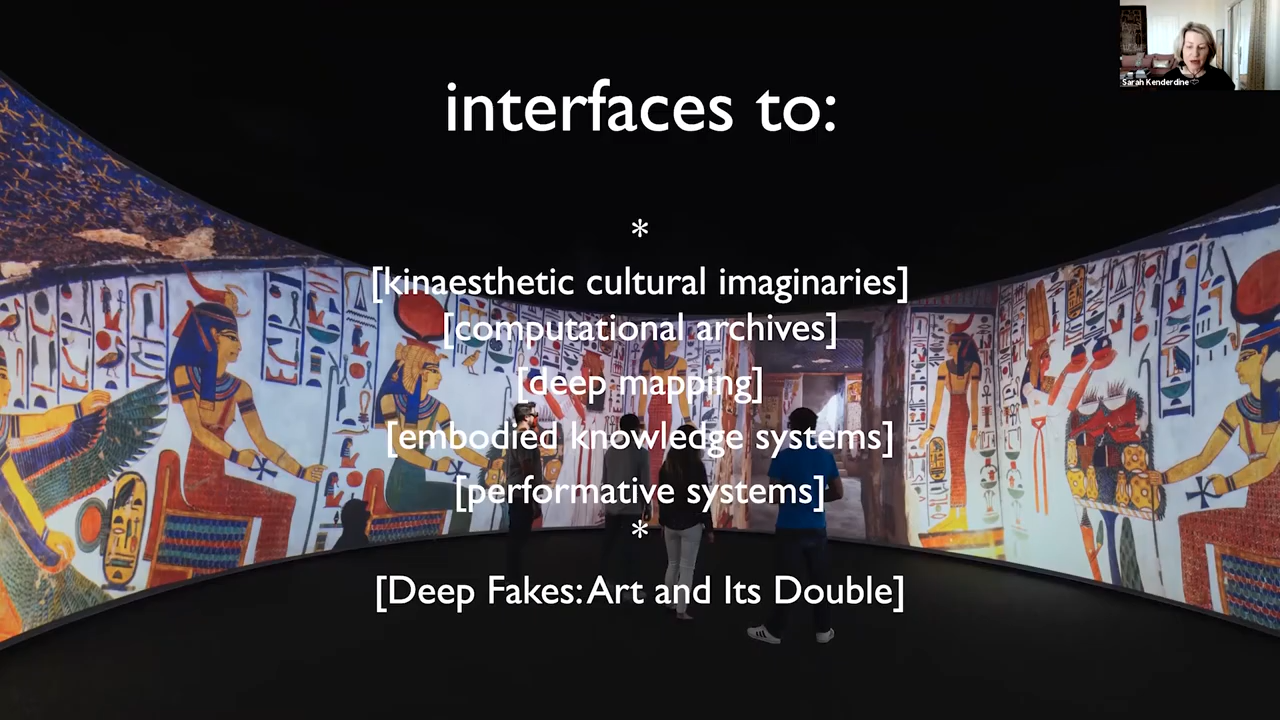 Sarah Kenderdine
interfaces to:
*
[kinaesthetic cultural imaginaries]
[computational archives]
[deep mapping]
[embodied knowledge systems]
[performative systems]
*
[Deep Fakes: Art and Its Double]